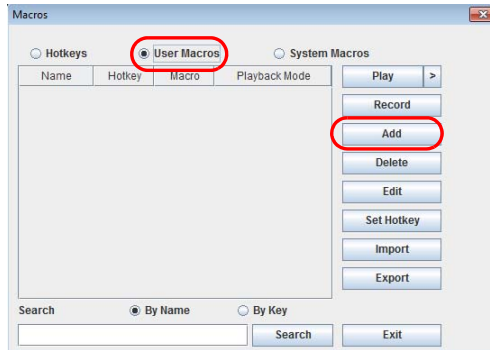 Macros
Hotkeys User Macros System Macros
Name Hotkey Macro Playback Mode Play >
Record
Add
Delete
Edit
Set Hotkey
Import
Export
Search By Name By Key
Search Exit